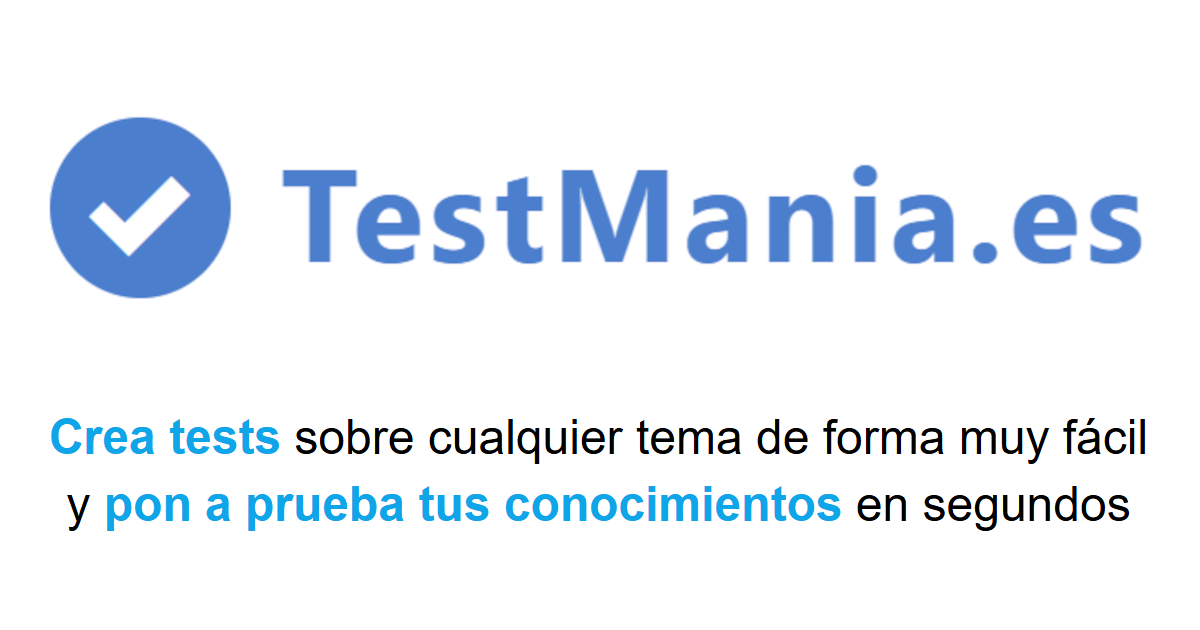 TestMania.es
Crea tests sobre cualquier tema de forma muy fácil
y pon a prueba tus conocimientos en segundos